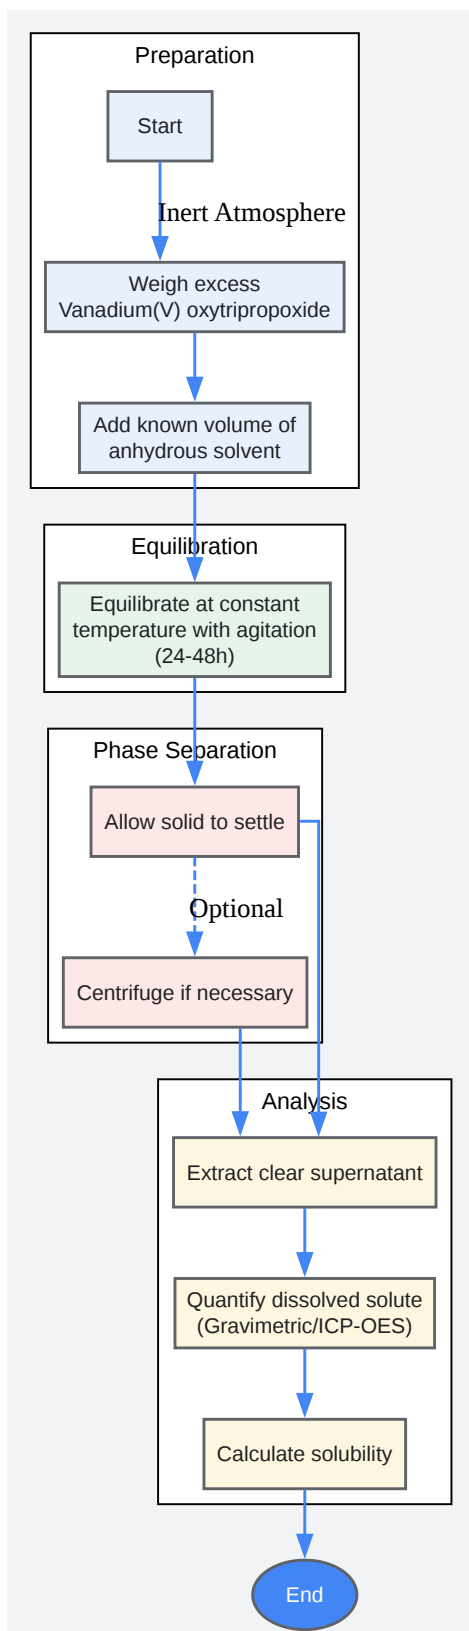 Preparation
Start
Inert Atmosphere
Weigh excess
Vanadium(V) oxytripropoxide
Add known volume of
anhydrous solvent
Equilibration
Equilibrate at constant
temperature with agitation
(24-48h)
Phase Separation
Allow solid to settle
Optional
Centrifuge if necessary
Analysis
Extract clear supernatant
Quantify dissolved solute
(Gravimetric/ICP-OES)
Calculate solubility
End